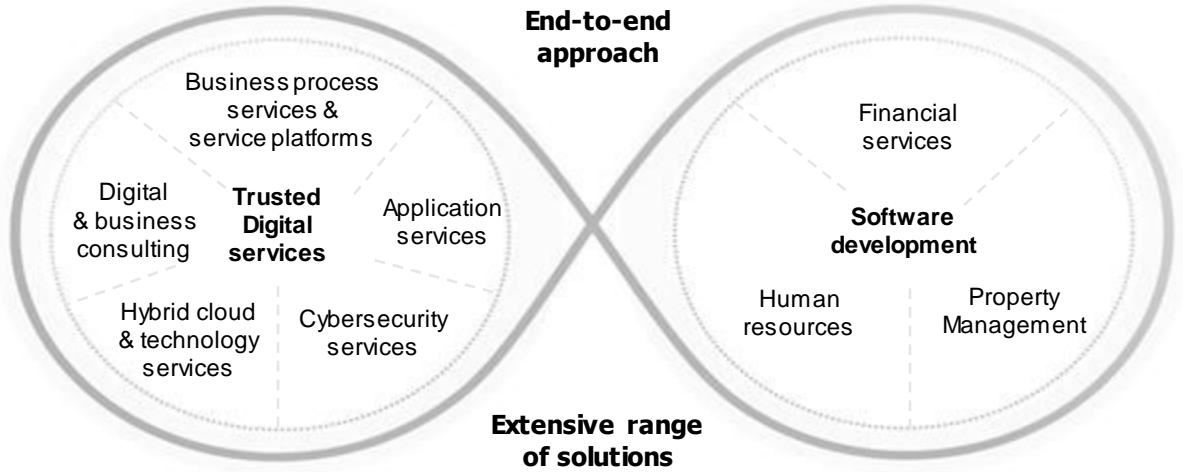 End-to-end
approach
Business process
services &
service platforms
Digital
& business
consulting
Trusted
Digital
services
Application
services
Hybrid cloud
& technology
services
Cybersecurity
services
Financial
services
Software
development
Human
resources
Property
Management
Extensive range
of solutions